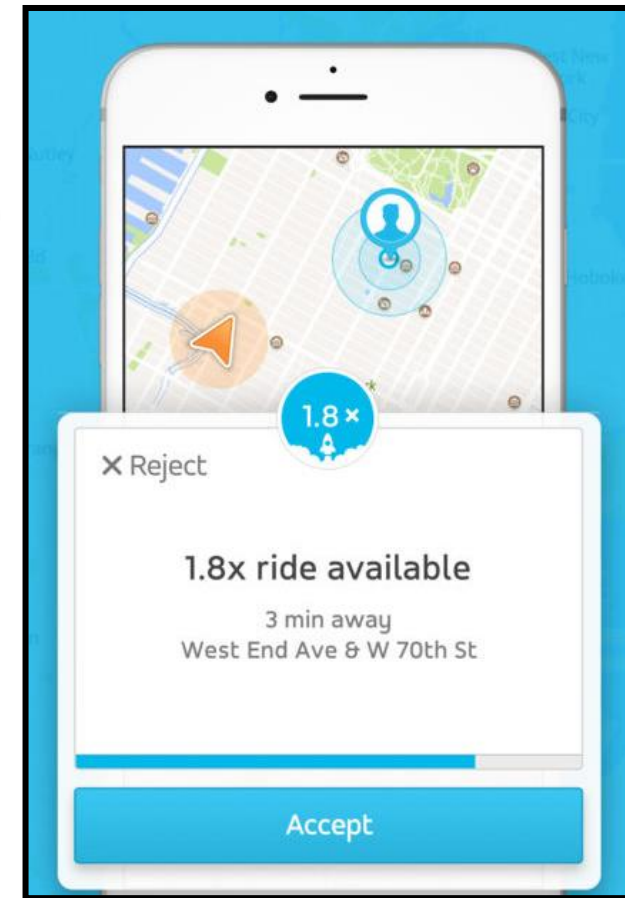 1.8 ×
× Reject
1.8x ride available
3 min away
West End Ave & W 70th St
Accept